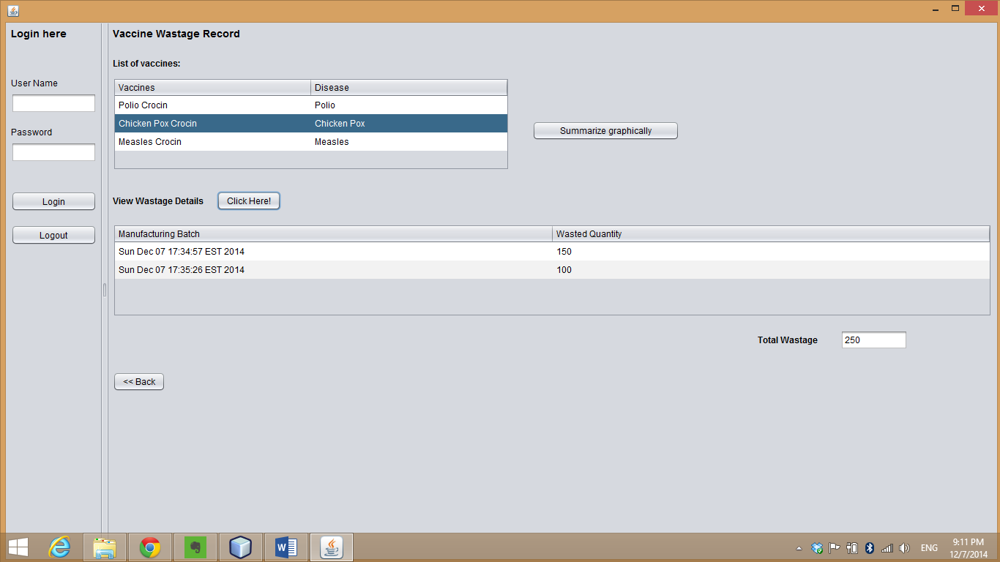 Login here
User Name
Password
Login
Logout
Vaccine Wastage Record
List of vaccines:
Vaccines Disease
Polio Crocin Polio
Chicken Pox Crocin Chicken Pox
Measles Crocin Measles
Summarize graphically
View Wastage Details Click Here!
Manufacturing Batch Wasted Quantity
Sun Dec 07 17:34:57 EST 2014 150
Sun Dec 07 17:35:26 EST 2014 100
Total Wastage 250
<< Back
ENG
9:11 PM
12/7/2014